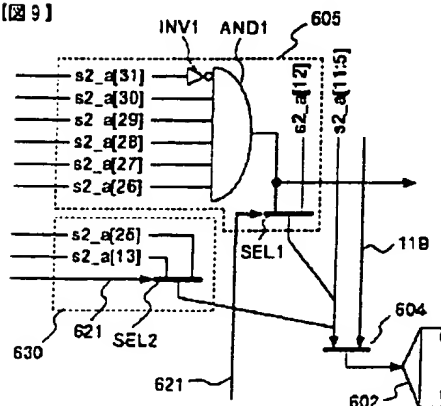 【図9】
INV1
AND1
605
s2_a[31]
s2_a[30]
s2_a[29]
s2_a[28]
s2_a[27]
s2_a[26]
s2_a[12]
s2_a[11:5]
SEL1
11B
s2_a[25]
s2_a[13]
621
SEL2
630
621
604
602